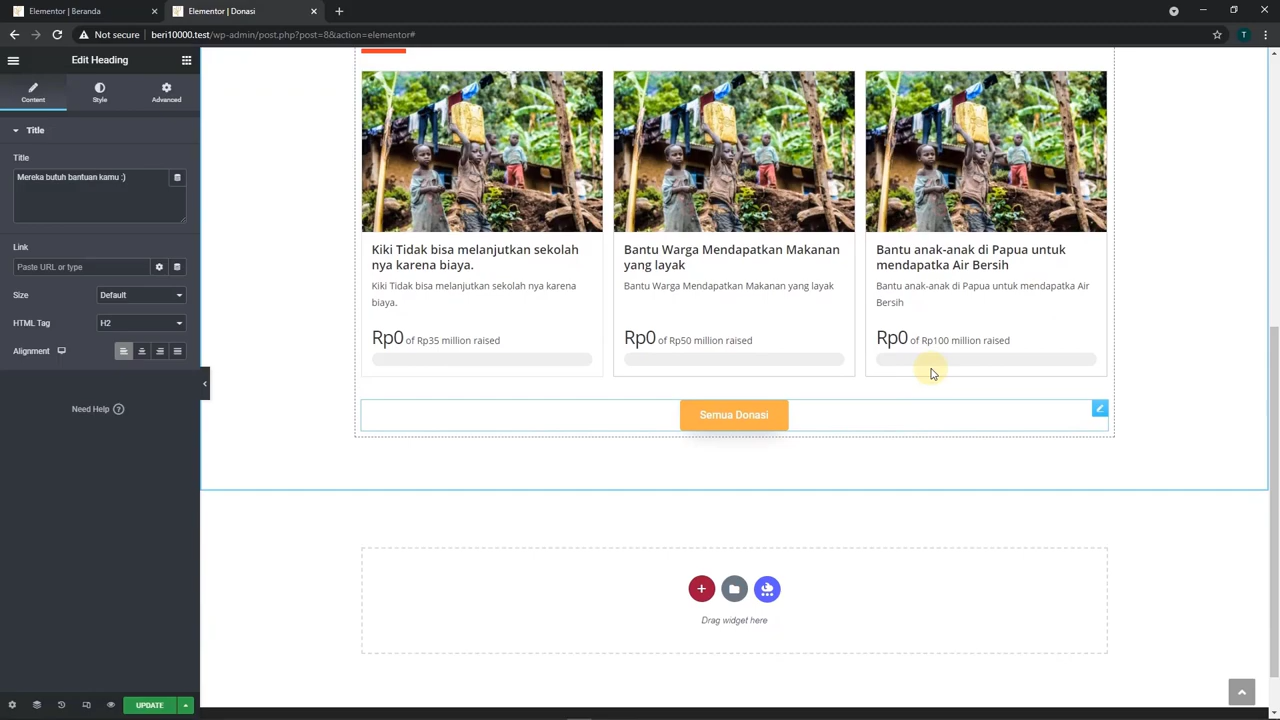 Elementor | Beranda
Elementor | Donasi
Not secure
beri10000.test/wp-admin/post.php?post=8&action=elementor#
T
Edit Heading
Content
Style
Advanced
Title
Title
Mereka butuh bantuan kamu :)
Link
Paste URL or type
Size
Default
HTML Tag
H2
Alignment
Need Help
UPDATE
Kiki Tidak bisa melanjutkan sekolah
nya karena biaya.
Kiki Tidak bisa melanjutkan sekolah nya karena
biaya.
Rp0 of Rp35 million raised
Bantu Warga Mendapatkan Makanan
yang layak
Bantu Warga Mendapatkan Makanan yang layak
Rp0 of Rp50 million raised
Bantu anak-anak di Papua untuk
mendapatka Air Bersih
Bantu anak-anak di Papua untuk mendapatka Air
Bersih
Rp0 of Rp100 million raised
Semua Donasi
Drag widget here